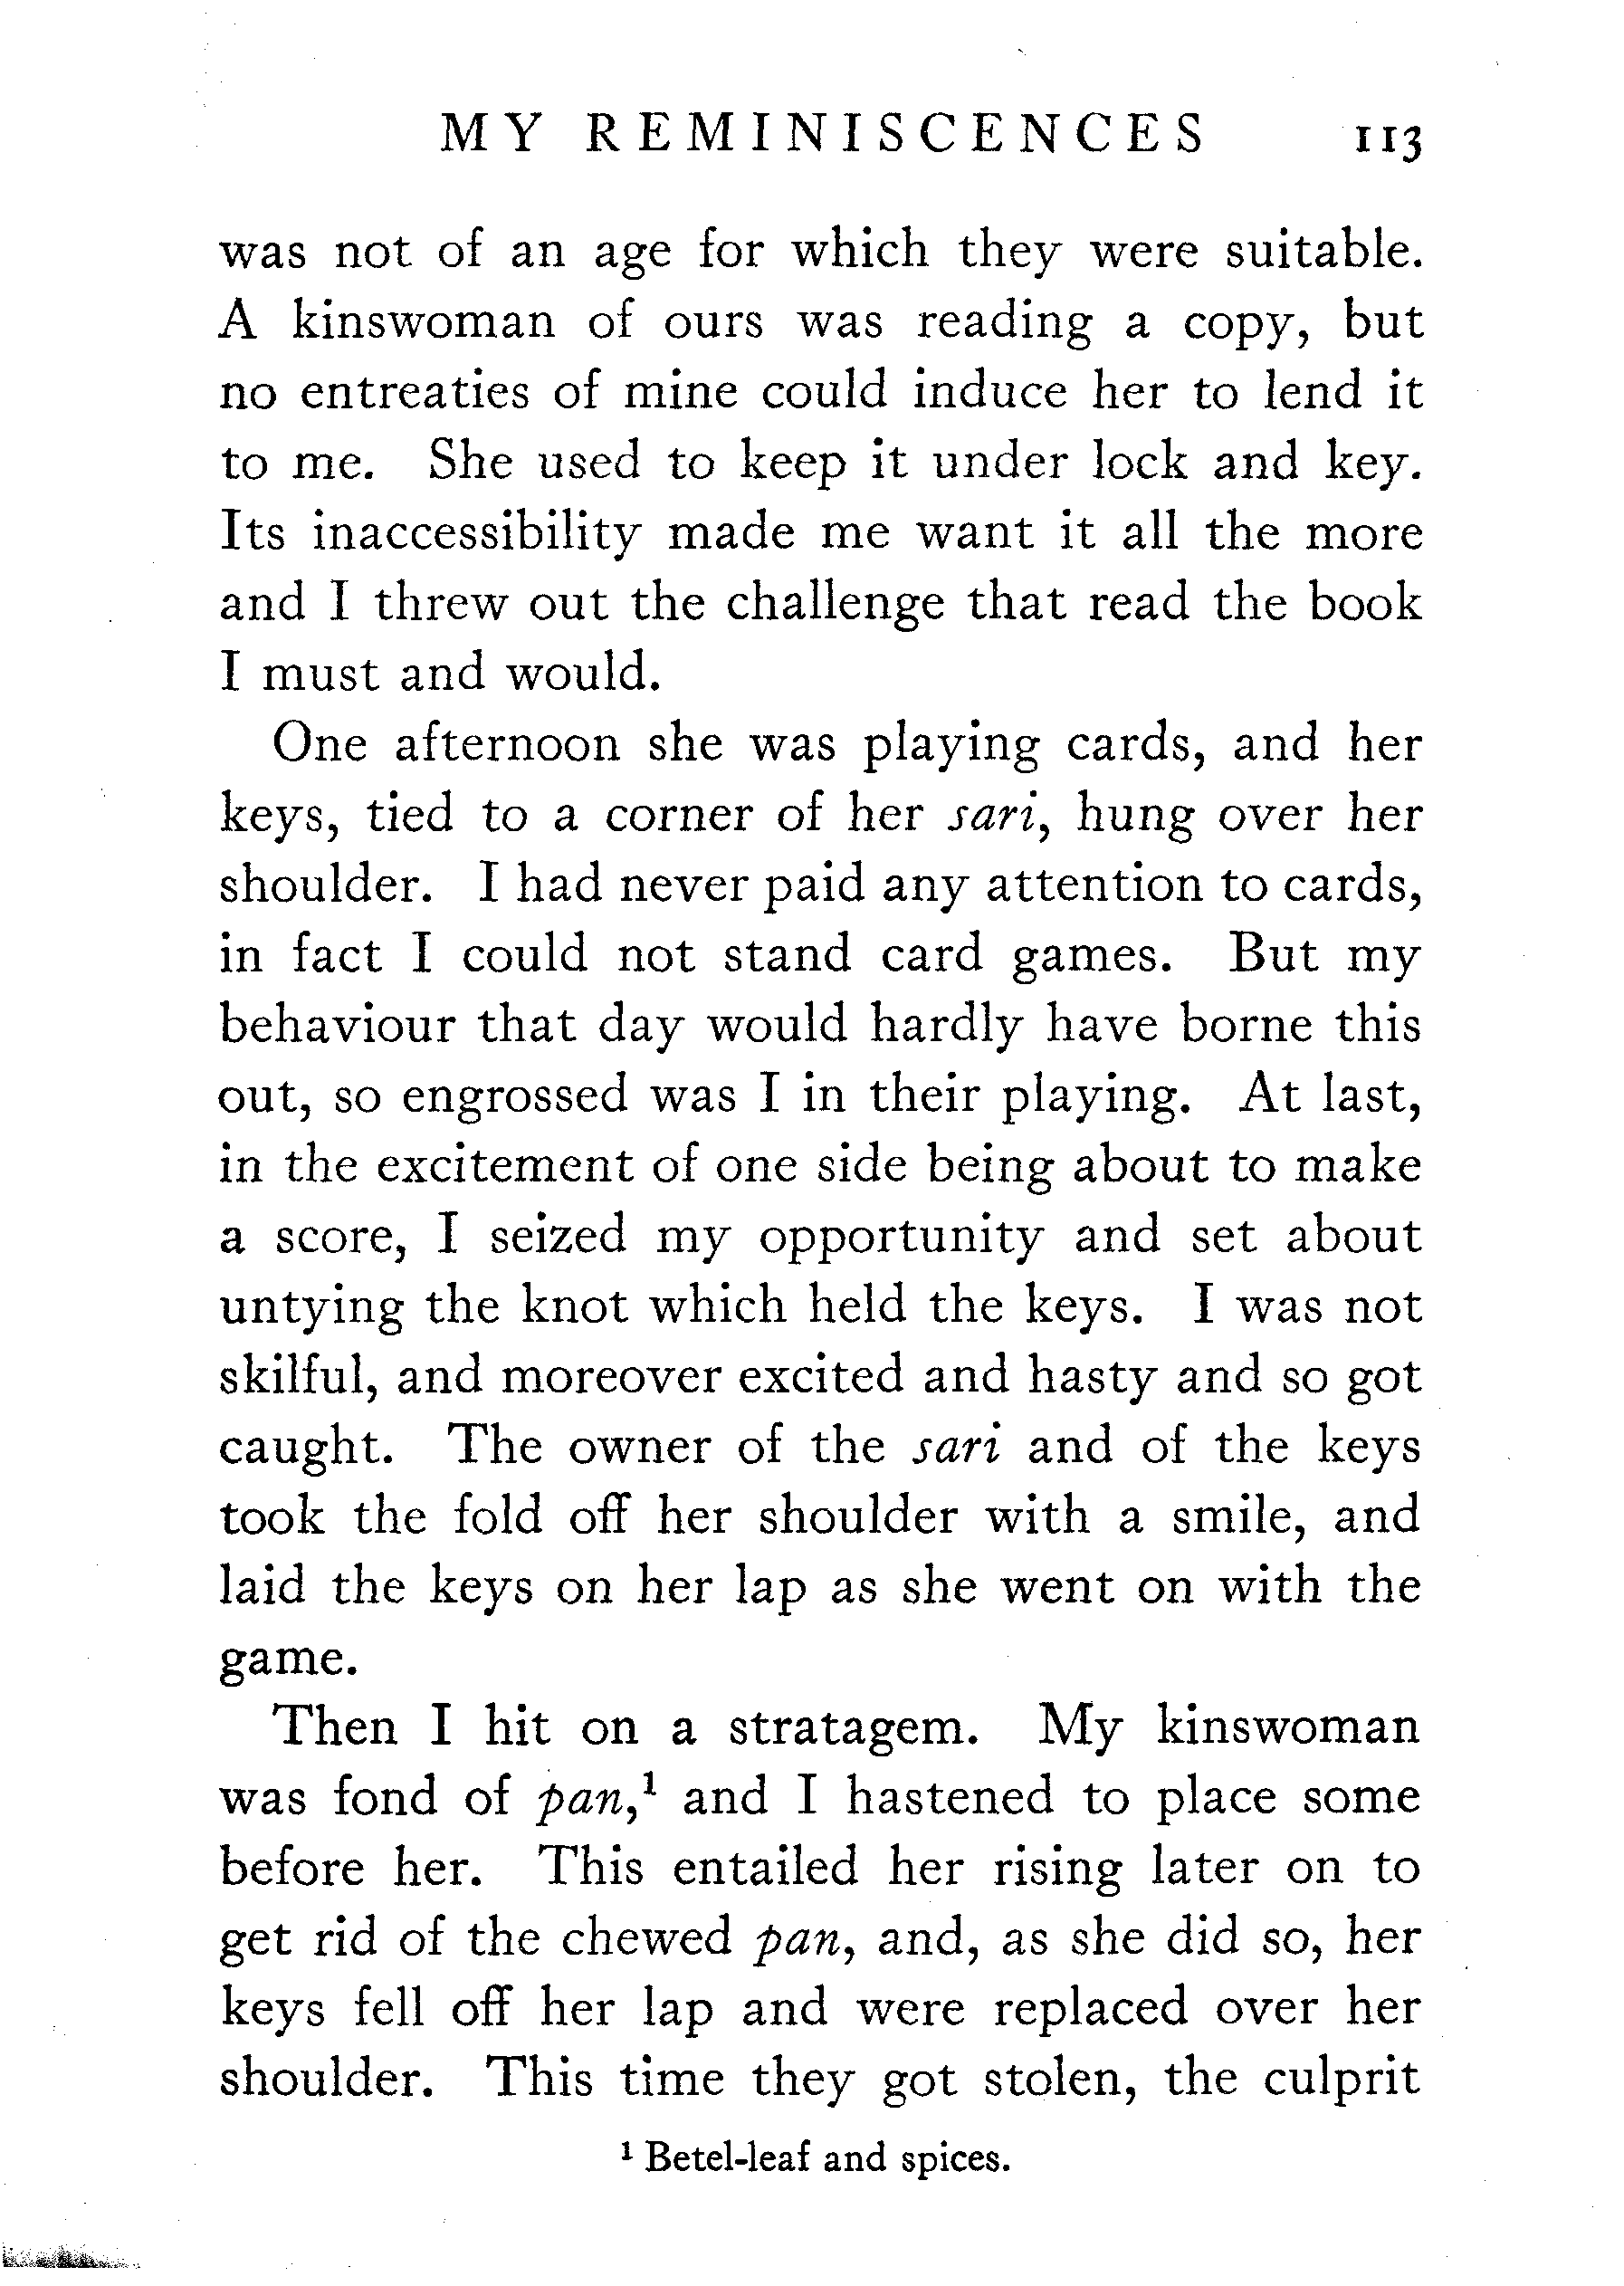 MY REMINISCENCES 113
was not of an age for which they were suitable.
A kinswoman of ours was reading a copy, but
no entreaties of mine could induce her to lend it
to me. She used to keep it under lock and key.
Its inaccessibility made me want it all the more
and I threw out the challenge that read the book
I must and would.
One afternoon she was playing cards, and her
keys, tied to a corner of her sari, hung over her
shoulder. I had never paid any attention to cards,
in fact I could not stand card games. But my
behaviour that day would hardly have borne this
out, so engrossed was I in their playing. At last,
in the excitement of one side being about to make
a score, I seized my opportunity and set about
untying the knot which held the keys. I was not
skilful, and moreover excited and hasty and so got
caught. The owner of the sari and of the keys
took the fold off her shoulder with a smile, and
laid the keys on her lap as she went on with the
game.
Then I hit on a stratagem. My kinswoman
was fond of pan,¹ and I hastened to place some
before her. This entailed her rising later on to
get rid of the chewed pan, and, as she did so, her
keys fell off her lap and were replaced over her
shoulder. This time they got stolen, the culprit
¹ Betel-leaf and spices.